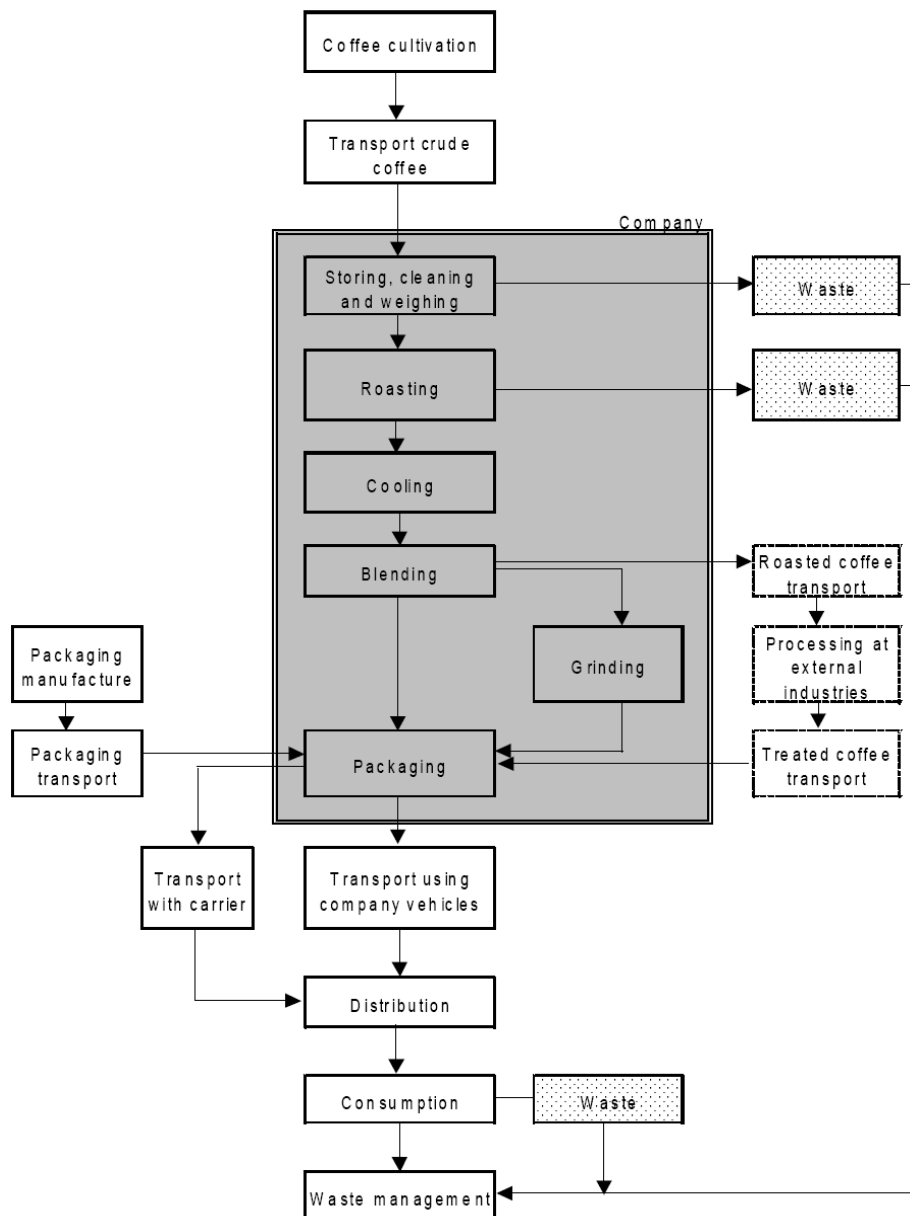 Coffee cultivation
Transport crude
coffee
Company
Storing, cleaning
and weighing
Waste
Roasting
Waste
Cooling
Blending
Roasted coffee
transport
Packaging
manufacture
Grinding
Processing at
external
industries
Packaging
transport
Packaging
Treated coffee
transport
Transport
with carrier
Transport using
company vehicles
Distribution
Consumption
Waste
Waste management